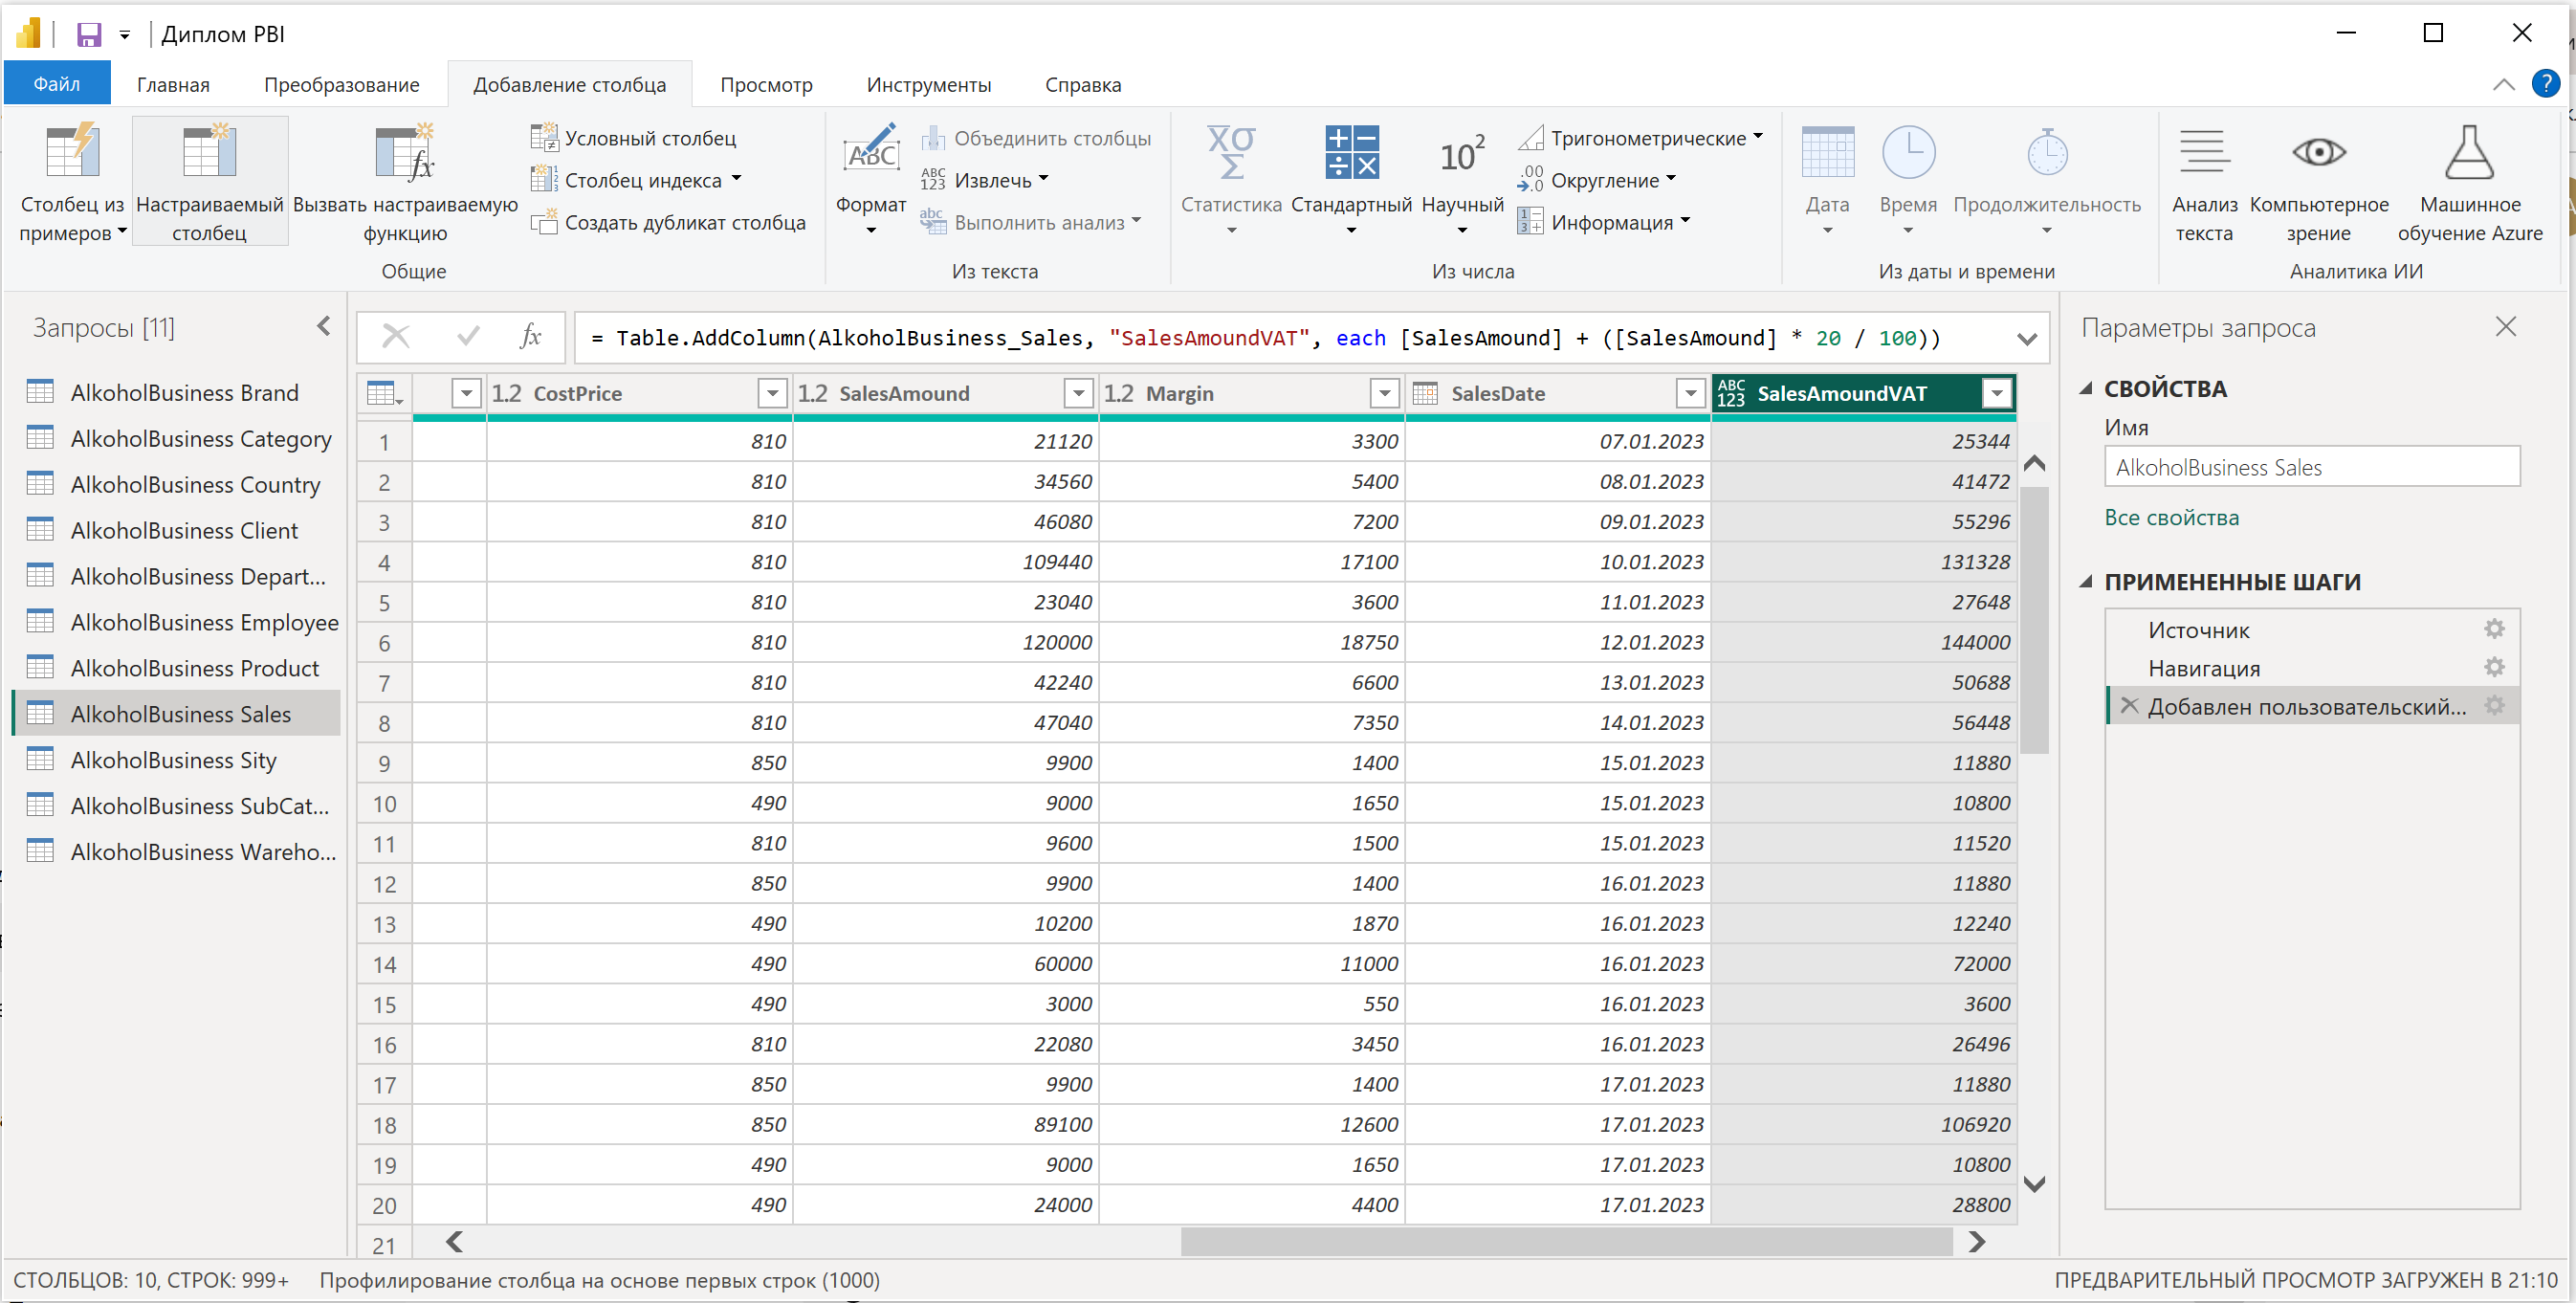 Диплом PBI
Файл Главная Преобразование Добавление столбца Просмотр Инструменты Справка
Столбец из примеров
Настраиваемый столбец
Вызвать настраиваемую функцию
Условный столбец
Столбец индекса
Создать дубликат столбца
Общие
ABC
Формат
Объединить столбцы
ABC 123 Извлечь
abc Выполнить анализ
Из текста
XσΣ
Статистика
Стандартный
10²
Научный
Тригонометрические
.00 .0 Округление
Информация
Из числа
Дата
Время
Продолжительность
Из даты и времени
Анализ текста
Компьютерное зрение
Машинное обучение Azure
Аналитика ИИ
Запросы [11]
AlkoholBusiness Brand
AlkoholBusiness Category
AlkoholBusiness Country
AlkoholBusiness Client
AlkoholBusiness Depart...
AlkoholBusiness Employee
AlkoholBusiness Product
AlkoholBusiness Sales
AlkoholBusiness Sity
AlkoholBusiness SubCat...
AlkoholBusiness Wareho...
fx
= Table.AddColumn(AlkoholBusiness_Sales, "SalesAmoundVAT", each [SalesAmound] + ([SalesAmound] * 20 / 100))
1.2 CostPrice 1.2 SalesAmound 1.2 Margin SalesDate ABC 123 SalesAmoundVAT
1 810 21120 3300 07.01.2023 25344
2 810 34560 5400 08.01.2023 41472
3 810 46080 7200 09.01.2023 55296
4 810 109440 17100 10.01.2023 131328
5 810 23040 3600 11.01.2023 27648
6 810 120000 18750 12.01.2023 144000
7 810 42240 6600 13.01.2023 50688
8 810 47040 7350 14.01.2023 56448
9 850 9900 1400 15.01.2023 11880
10 490 9000 1650 15.01.2023 10800
11 810 9600 1500 15.01.2023 11520
12 850 9900 1400 16.01.2023 11880
13 490 10200 1870 16.01.2023 12240
14 490 60000 11000 16.01.2023 72000
15 490 3000 550 16.01.2023 3600
16 810 22080 3450 16.01.2023 26496
17 850 9900 1400 17.01.2023 11880
18 850 89100 12600 17.01.2023 106920
19 490 9000 1650 17.01.2023 10800
20 490 24000 4400 17.01.2023 28800
21
Параметры запроса
СВОЙСТВА
Имя
AlkoholBusiness Sales
Все свойства
ПРИМЕНЕННЫЕ ШАГИ
Источник
Навигация
Добавлен пользовательский...
СТОЛБЦОВ: 10, СТРОК: 999+ Профилирование столбца на основе первых строк (1000)
ПРЕДВАРИТЕЛЬНЫЙ ПРОСМОТР ЗАГРУЖЕН В 21:10